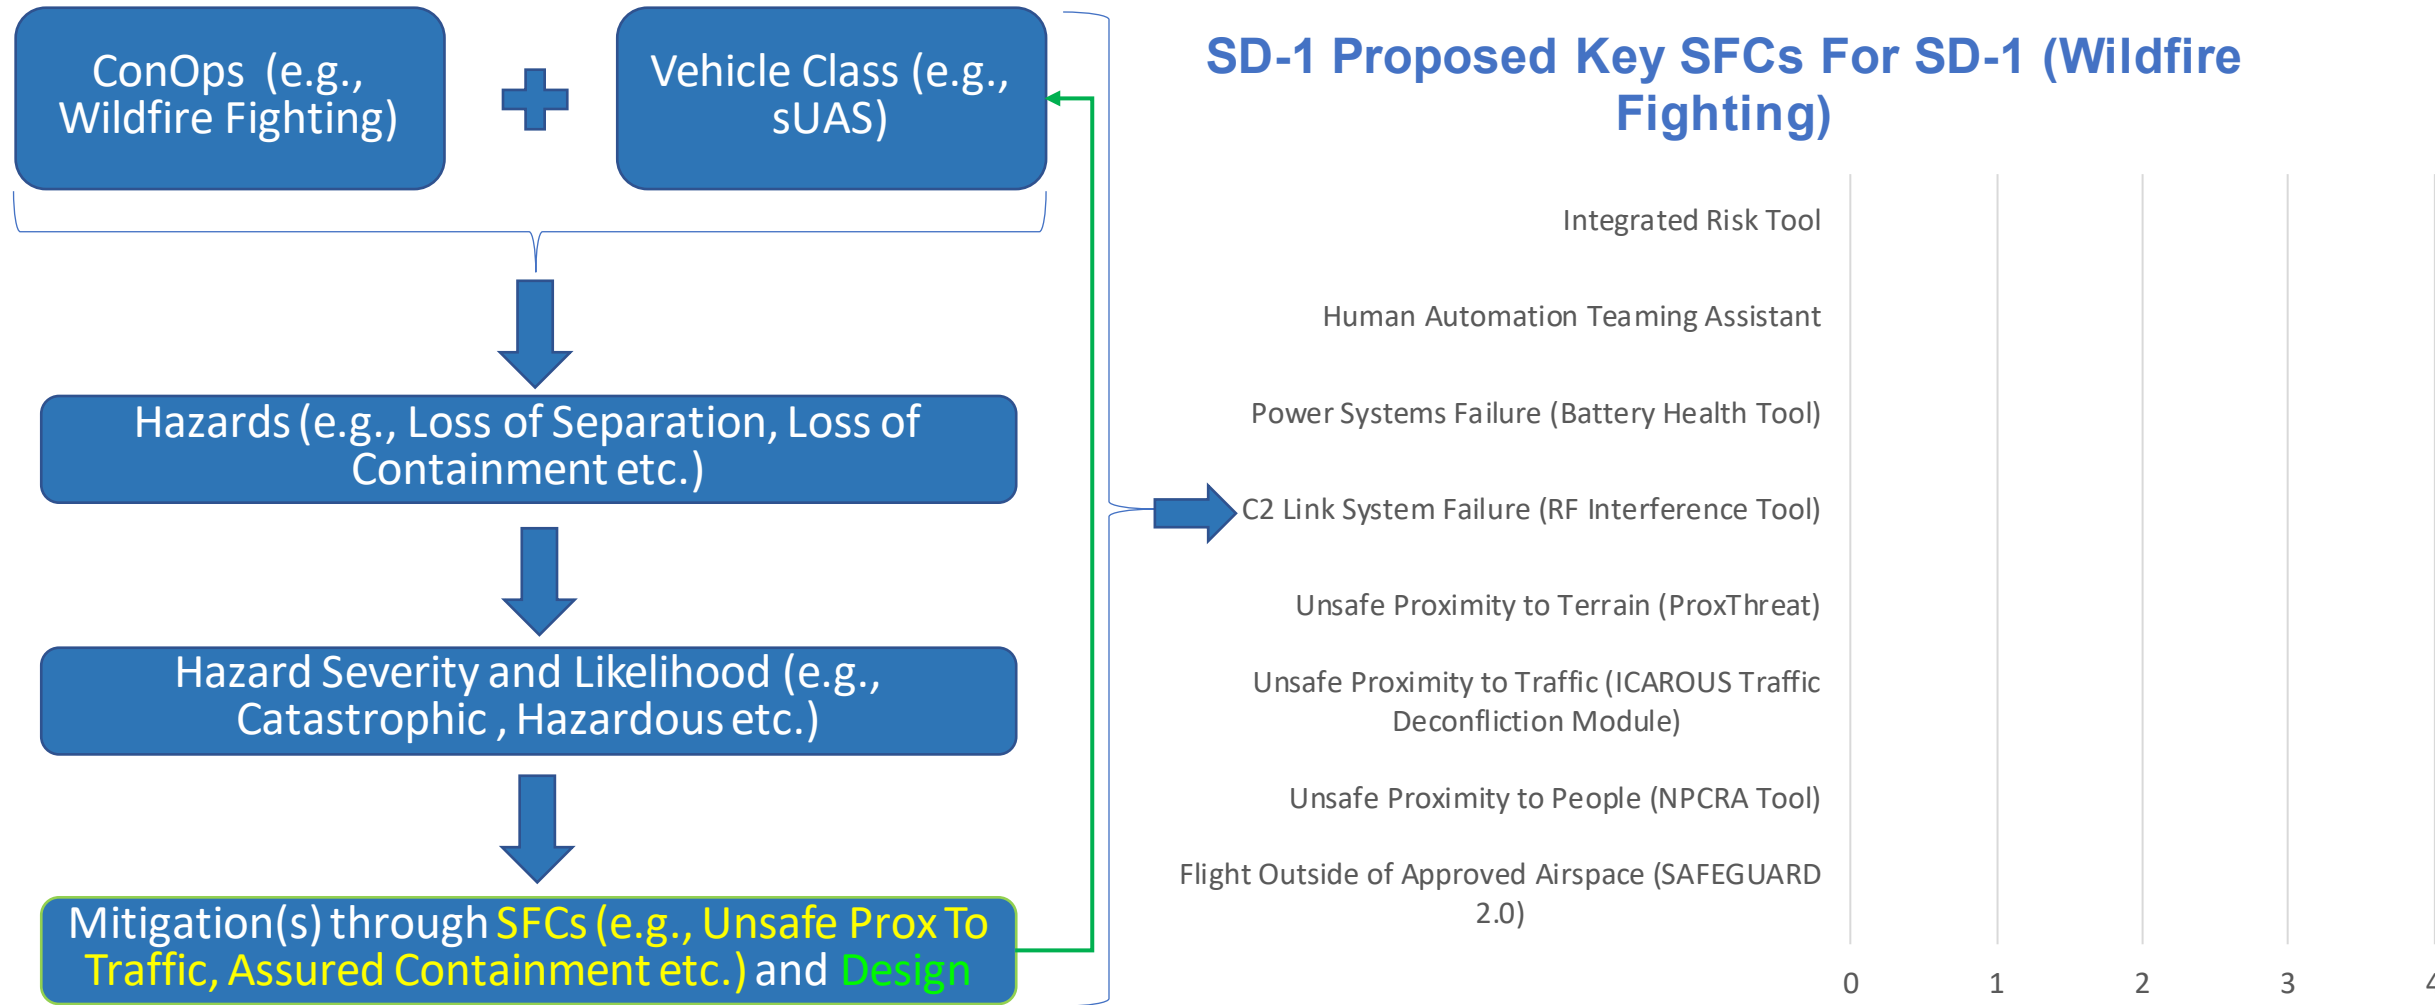 ConOps (e.g.,
Wildfire Fighting)
Vehicle Class (e.g.,
sUAS)
Hazards (e.g., Loss of Separation, Loss of
Containment etc.)
Hazard Severity and Likelihood (e.g.,
Catastrophic , Hazardous etc.)
Mitigation(s) through SFCs (e.g., Unsafe Prox To
Traffic, Assured Containment etc.) and Design
SD-1 Proposed Key SFCs For SD-1 (Wildfire
Fighting)
Integrated Risk Tool
Human Automation Teaming Assistant
Power Systems Failure (Battery Health Tool)
C2 Link System Failure (RF Interference Tool)
Unsafe Proximity to Terrain (ProxThreat)
Unsafe Proximity to Traffic (ICAROUS Traffic
Deconfliction Module)
Unsafe Proximity to People (NPCRA Tool)
Flight Outside of Approved Airspace (SAFEGUARD
2.0)
0 1 2 3 4